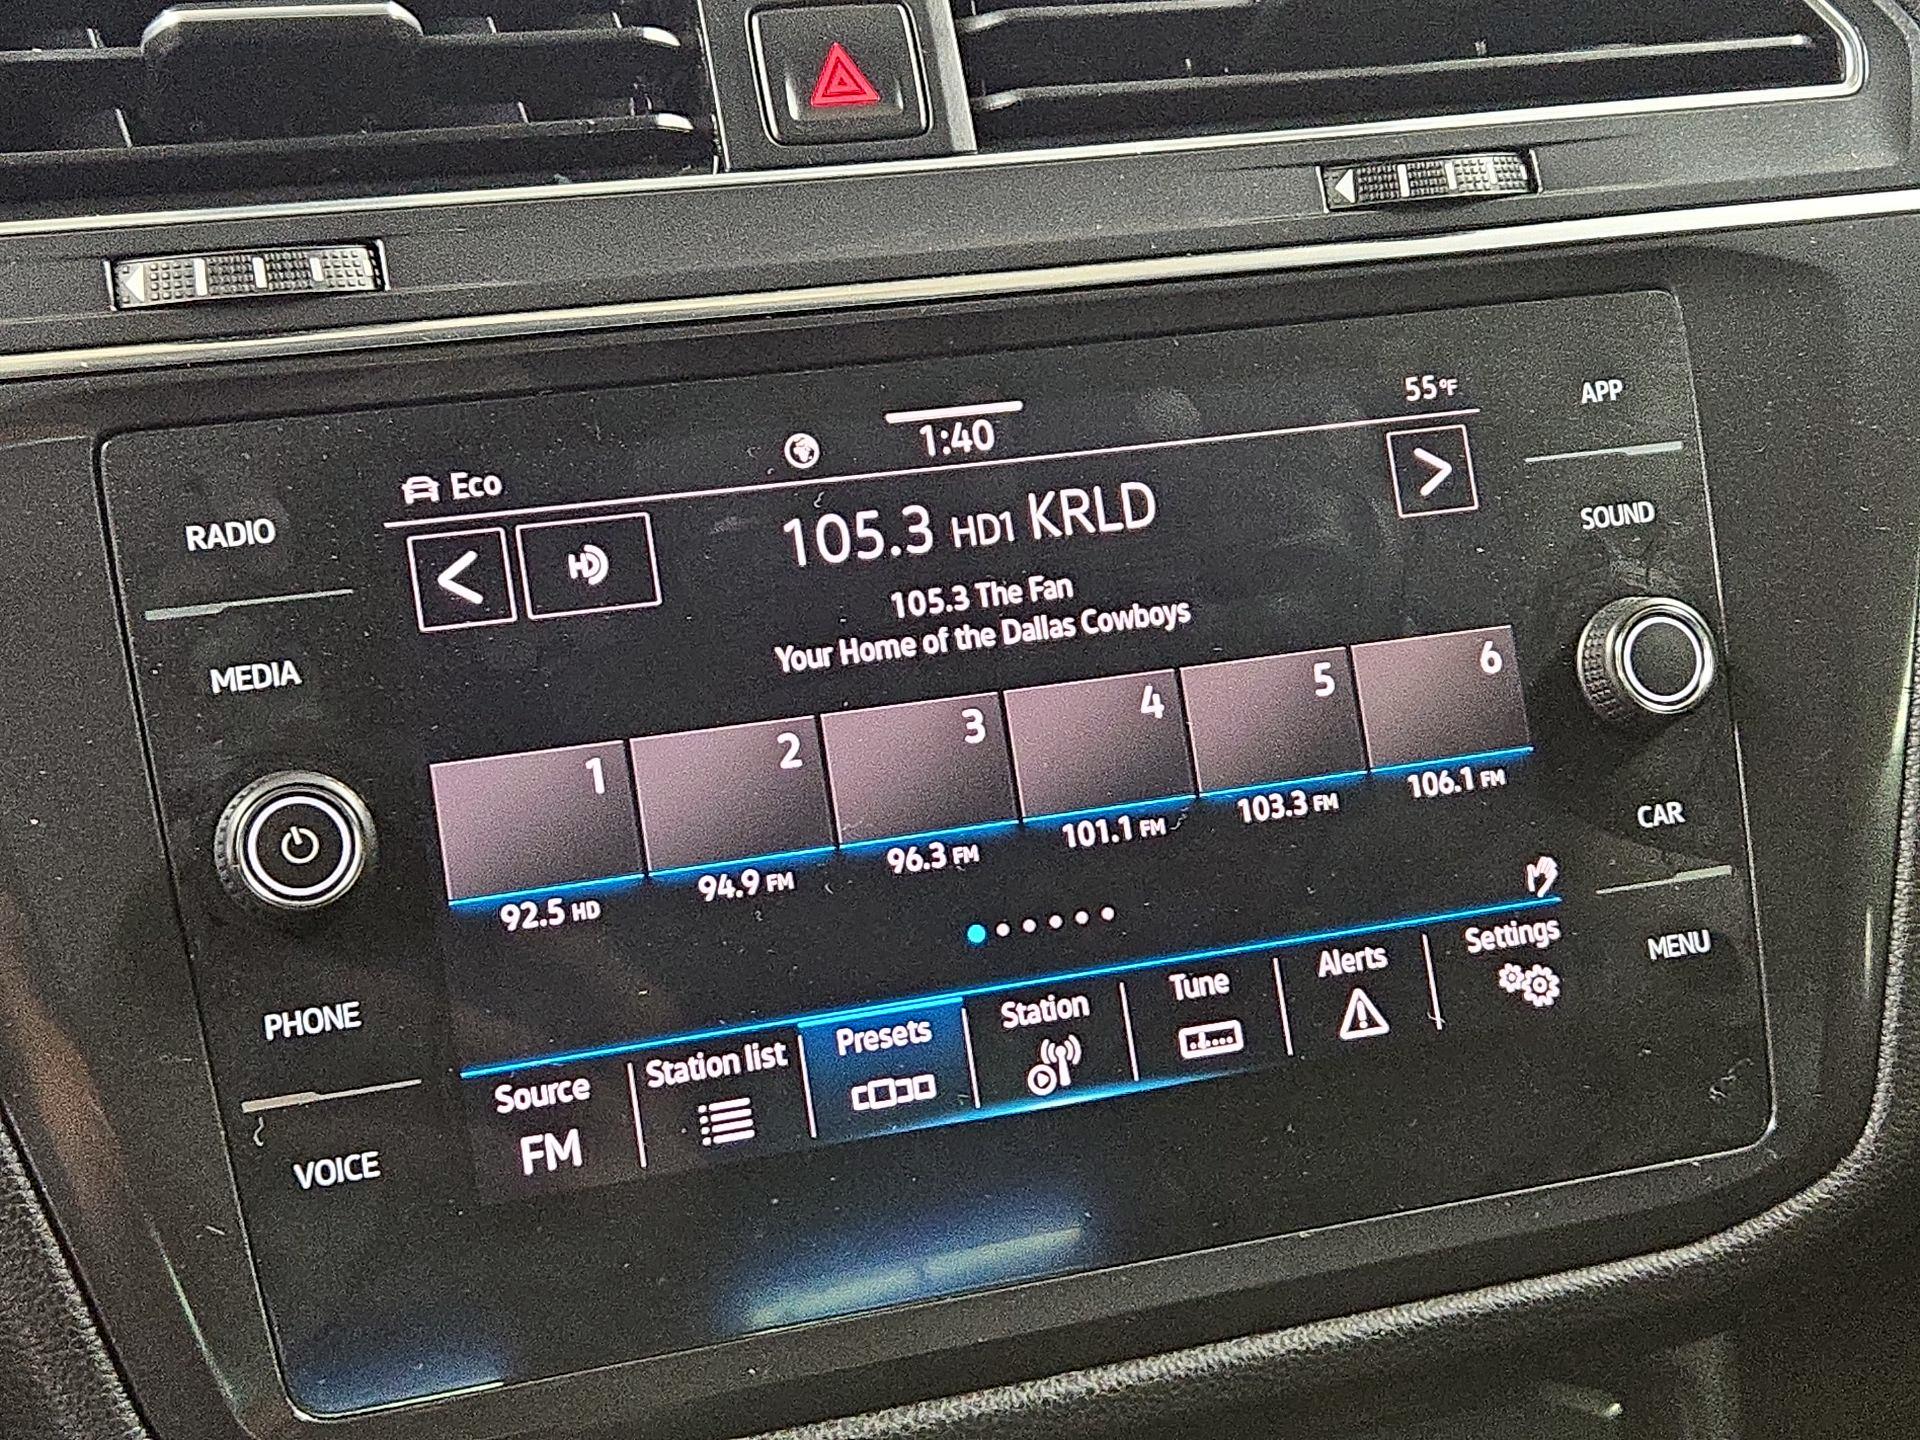 55°F
APP
1:40
Eco
RADIO
HD
105.3 HD1 KRLD
SOUND
105.3 The Fan
Your Home of the Dallas Cowboys
MEDIA
1 2 3 4 5 6
92.5 HD 94.9 FM 96.3 FM 101.1 FM 103.3 FM 106.1 FM
CAR
MENU
PHONE
Source Station list Presets Station Tune Alerts Settings
FM
VOICE